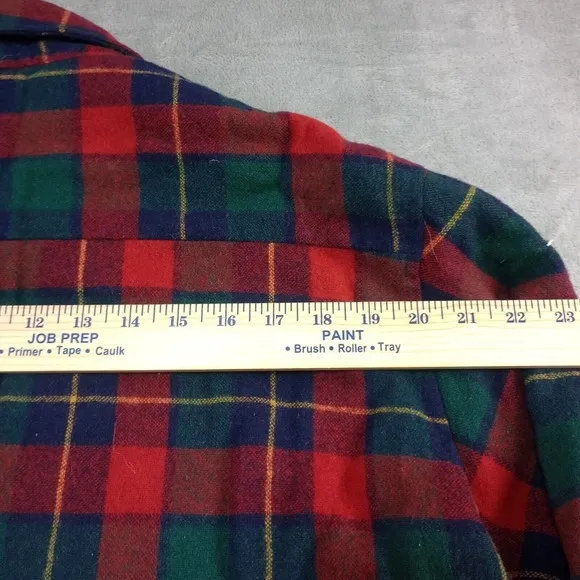 12 13 14 15 16 17 18 19 20 21 22 23
JOB PREP PAINT
• Primer • Tape • Caulk • Brush • Roller • Tray